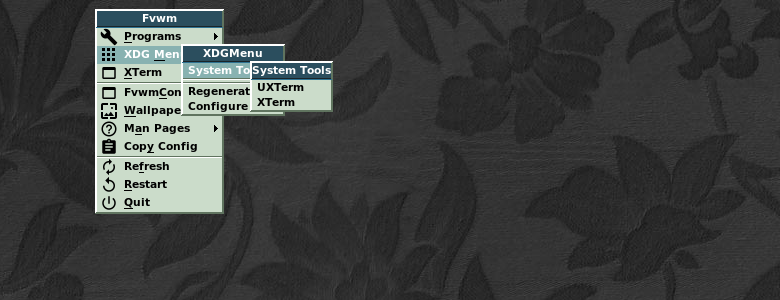 Fvwm
Programs
XDG Men
XTerm
FvwmCon
Wallpape
Man Pages
Copy Config
Refresh
Restart
Quit
XDGMenu
System To
Regenerat
Configure
System Tools
UXTerm
XTerm